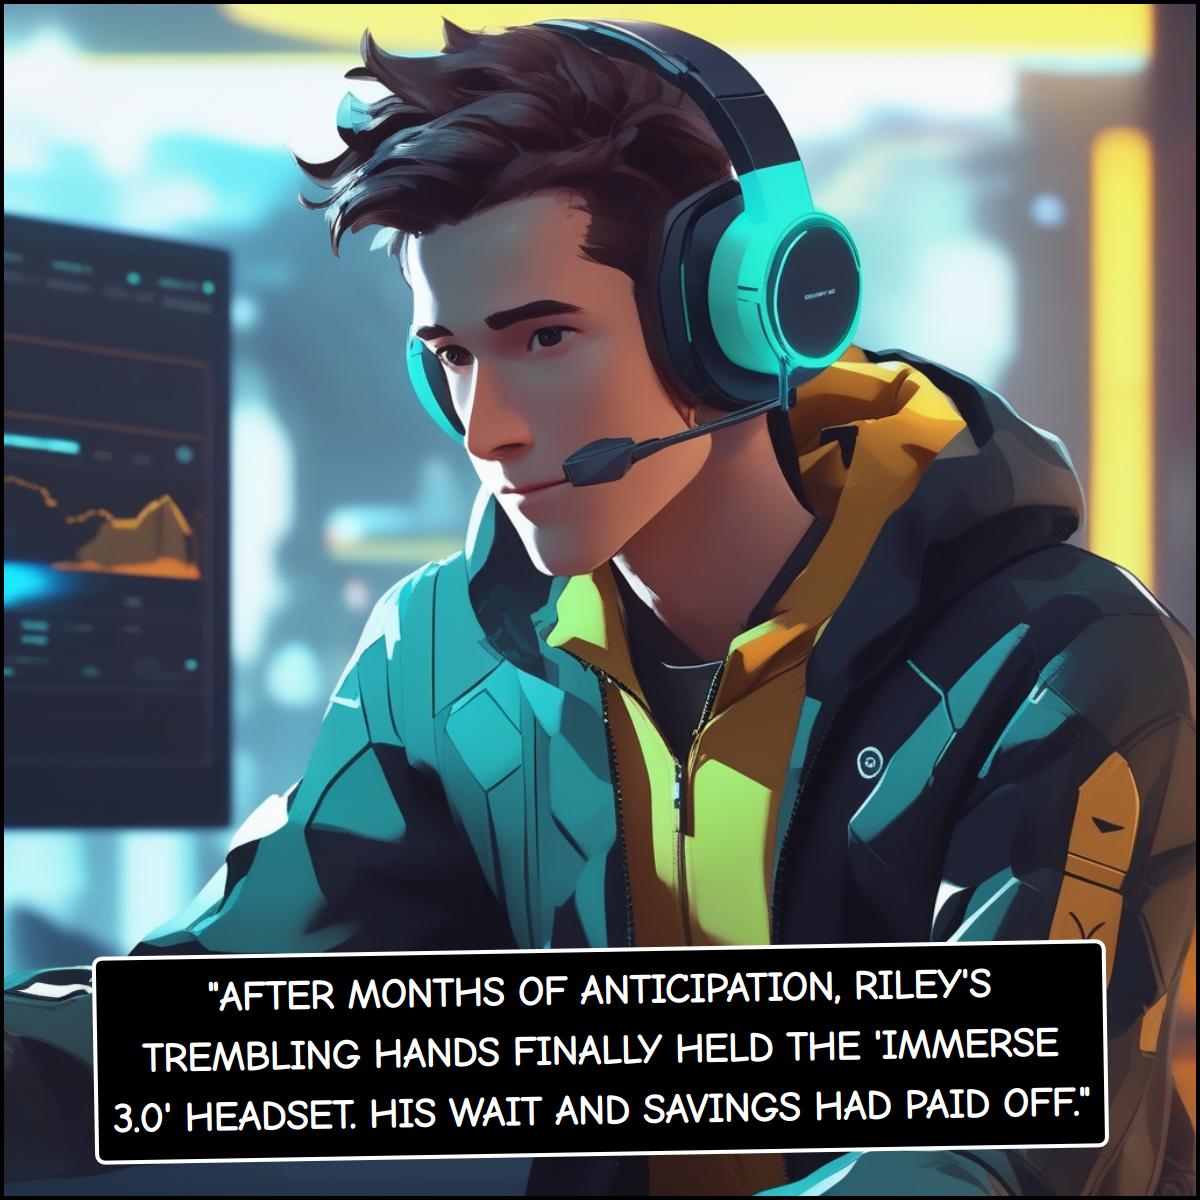 "AFTER MONTHS OF ANTICIPATION, RILEY'S
TREMBLING HANDS FINALLY HELD THE 'IMMERSE
3.0' HEADSET. HIS WAIT AND SAVINGS HAD PAID OFF."